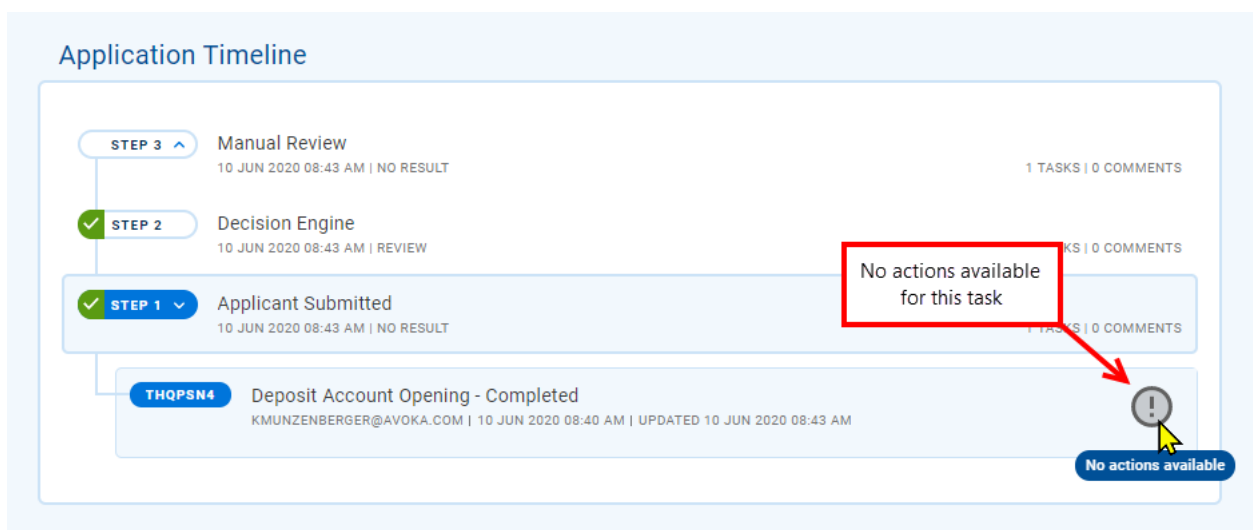 Application Timeline
STEP 3
Manual Review
10 JUN 2020 08:43 AM | NO RESULT
1 TASKS | 0 COMMENTS
STEP 2
Decision Engine
10 JUN 2020 08:43 AM | REVIEW
KS | 0 COMMENTS
No actions available
for this task
STEP 1
Applicant Submitted
10 JUN 2020 08:43 AM | NO RESULT
1 TASKS | 0 COMMENTS
THQPSN4
Deposit Account Opening - Completed
KMUNZENBERGER@AVOKA.COM | 10 JUN 2020 08:40 AM | UPDATED 10 JUN 2020 08:43 AM
No actions available